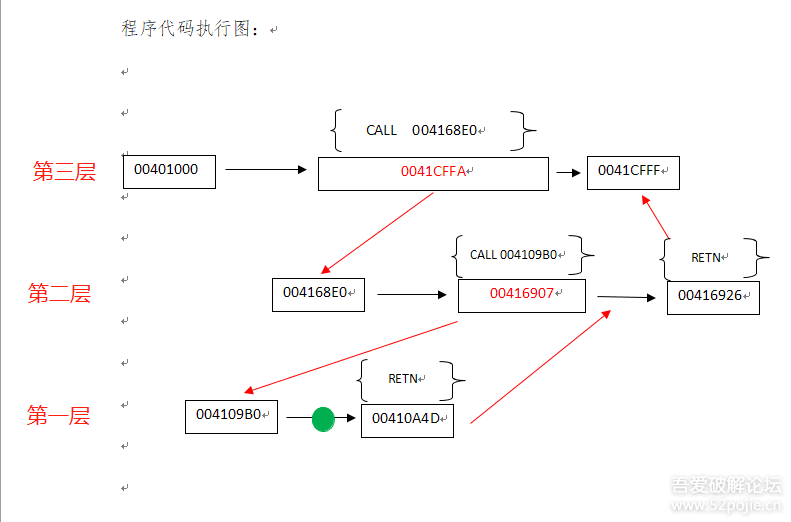 程序代码执行图：
CALL 004168E0
第三层 00401000 0041CFFA 0041CFFF
CALL 004109B0 RETN
第二层 004168E0 00416907 00416926
RETN
第一层 004109B0 00410A4D
吾爱破解论坛
www.52pojie.cn